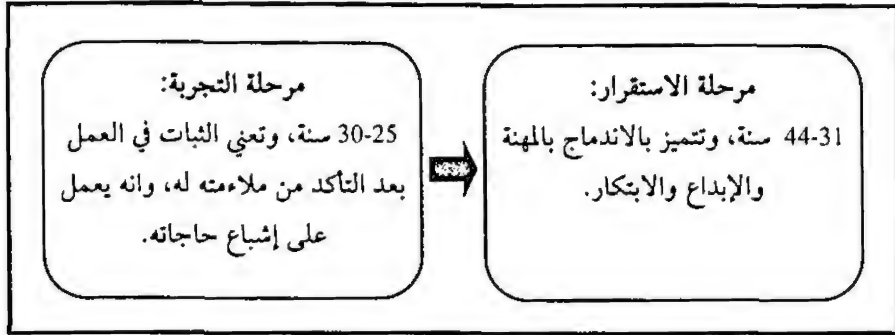 مرحلة التجربة:
25-30 سنة، وتعني الثبات في العمل
بعد التأكد من ملاءمته له، وانه يعمل
على إشباع حاجاته.
مرحلة الاستقرار:
31-44 سنة، وتتميز بالاندماج بالمهنة
والإبداع والابتكار.